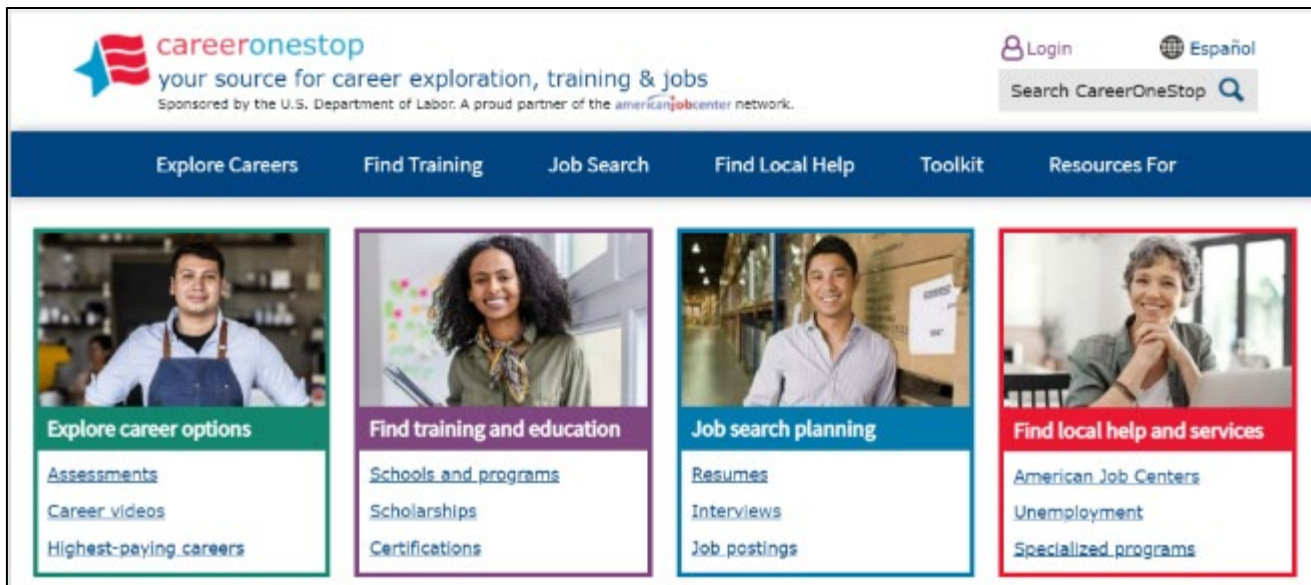 careeronestop
your source for career exploration, training & jobs
Sponsored by the U.S. Department of Labor. A proud partner of the americanjobcenter network.
Login
Español
Search CareerOneStop
Explore Careers
Find Training
Job Search
Find Local Help
Toolkit
Resources For
Explore career options
Assessments
Career videos
Highest-paying careers
Find training and education
Schools and programs
Scholarships
Certifications
Job search planning
Resumes
Interviews
Job postings
Find local help and services
American Job Centers
Unemployment
Specialized programs